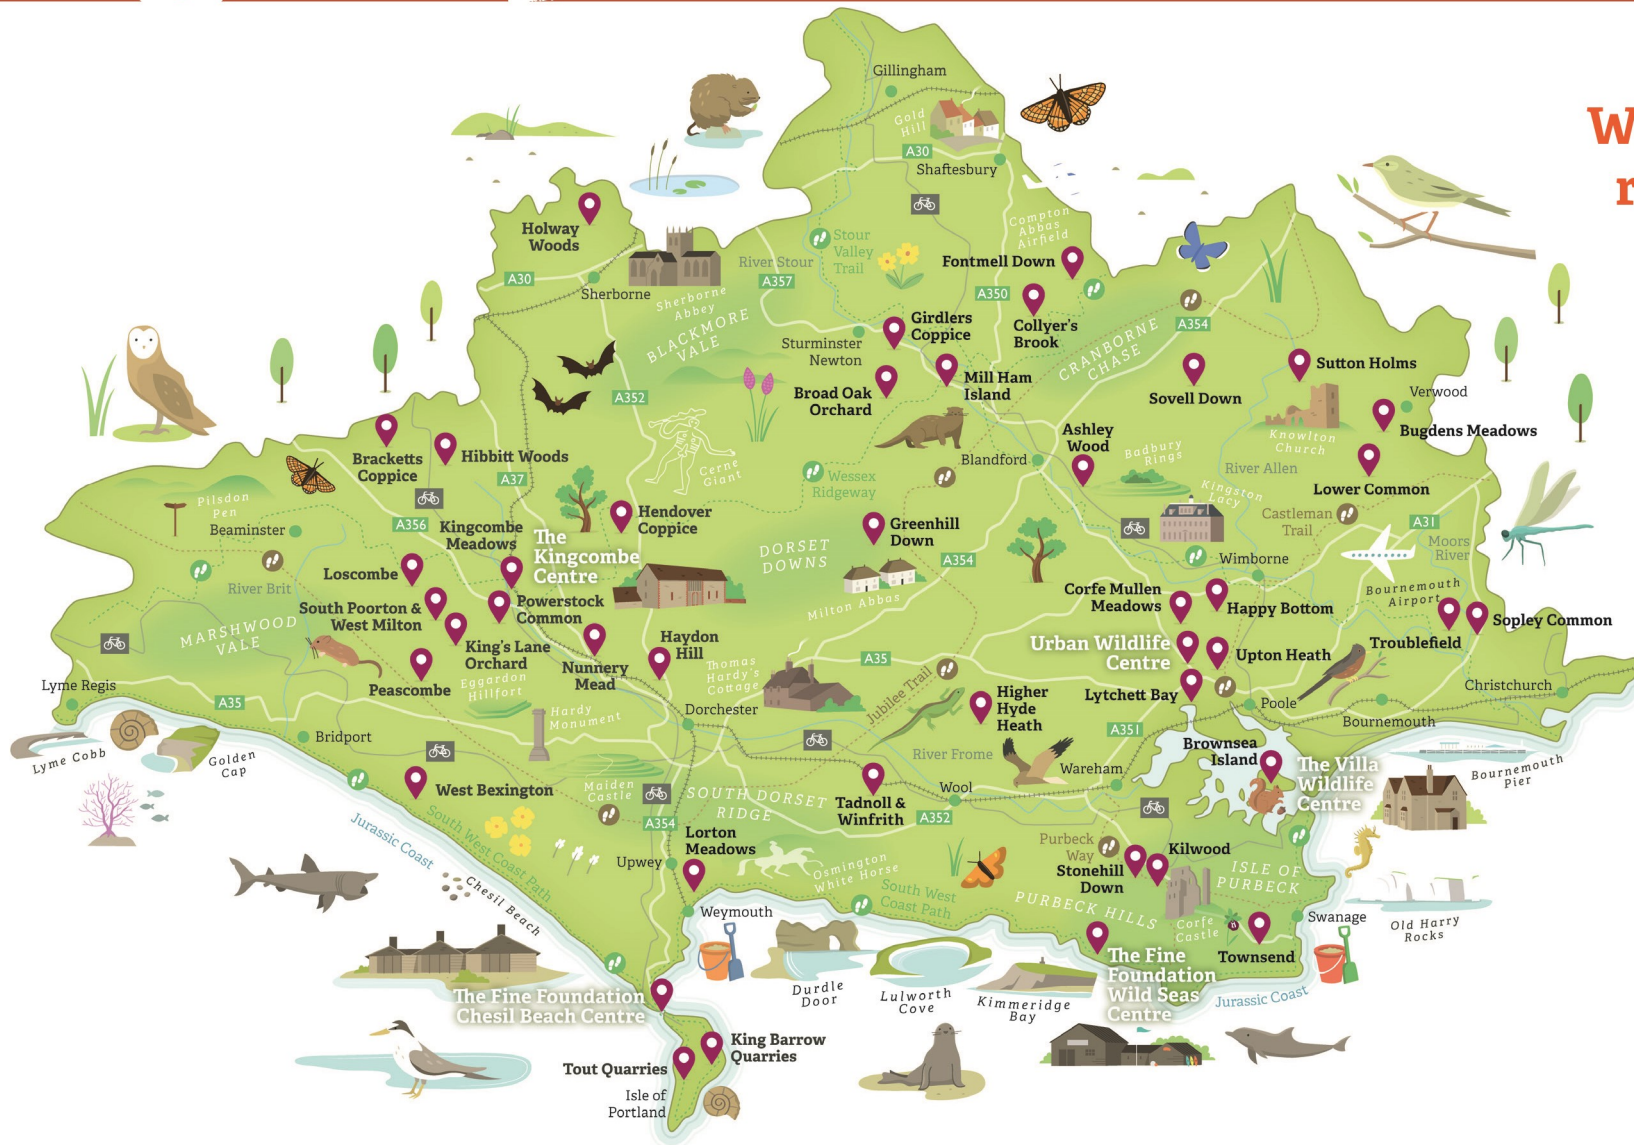 W
r
Gillingham
Gold
Hill
A30
Shaftesbury
Holway
Woods
A30
Sherborne
Sherborne
Abbey
River Stour
A357
Stour
Valley
Trail
Compton
Abbas
Airfield
Fontmell Down
A350
Collyer's
Brook
BLACKMORE
VALE
Sturminster
Newton
Girdlers
Coppice
CRANBORNE
CHASE
A354
Broad Oak
Orchard
Mill Ham
Island
Sovell Down
Sutton Holms
Verwood
Bugdens Meadows
Knowlton
Church
A352
Cerne
Giant
Bracketts
Coppice
Hibbitt Woods
A37
Ashley
Wood
Blandford
Badbury
Rings
River Allen
Lower Common
Wessex
Ridgeway
Kingston
Lacy
Castleman
Trail
A31
Moors
River
Pilsdon
Pen
Beaminster
A356
Kingcombe
Meadows
The
Kingcombe
Centre
Hendover
Coppice
Greenhill
Down
DORSET
DOWNS
A354
Wimborne
Milton Abbas
Loscombe
River Brit
South Poorton &
West Milton
Powerstock
Common
MARSHWOOD
VALE
King's Lane
Orchard
Nunnery
Mead
Haydon
Hill
Peascombe
Eggardon
Hillfort
Corfe Mullen
Meadows
Happy Bottom
Bournemouth
Airport
Troublefield
Sopley Common
Urban Wildlife
Centre
Upton Heath
Lytchett Bay
Thomas
Hardy's
Cottage
A35
Jubilee Trail
Higher
Hyde
Heath
Lyme Regis
A35
Hardy
Monument
Dorchester
Poole
Christchurch
Bournemouth
Bridport
Lyme Cobb
Golden
Cap
River Frome
A351
Wareham
Brownsea
Island
The Villa
Wildlife
Centre
Bournemouth
Pier
West Bexington
Maiden
Castle
SOUTH DORSET
RIDGE
Tadnoll &
Winfrith
Wool
A352
Jurassic Coast
South West Coast Path
A354
Lorton
Meadows
Upwey
Osmington
White Horse
South West
Coast Path
Purbeck
Way
Stonehill
Down
Kilwood
ISLE OF
PURBECK
PURBECK HILLS
Corfe
Castle
Swanage
Old Harry
Rocks
Townsend
Chesil Beach
Weymouth
Durdle
Door
Lulworth
Cove
Kimmeridge
Bay
The Fine
Foundation
Wild Seas
Centre
Jurassic Coast
The Fine Foundation
Chesil Beach Centre
King Barrow
Quarries
Tout Quarries
Isle of
Portland